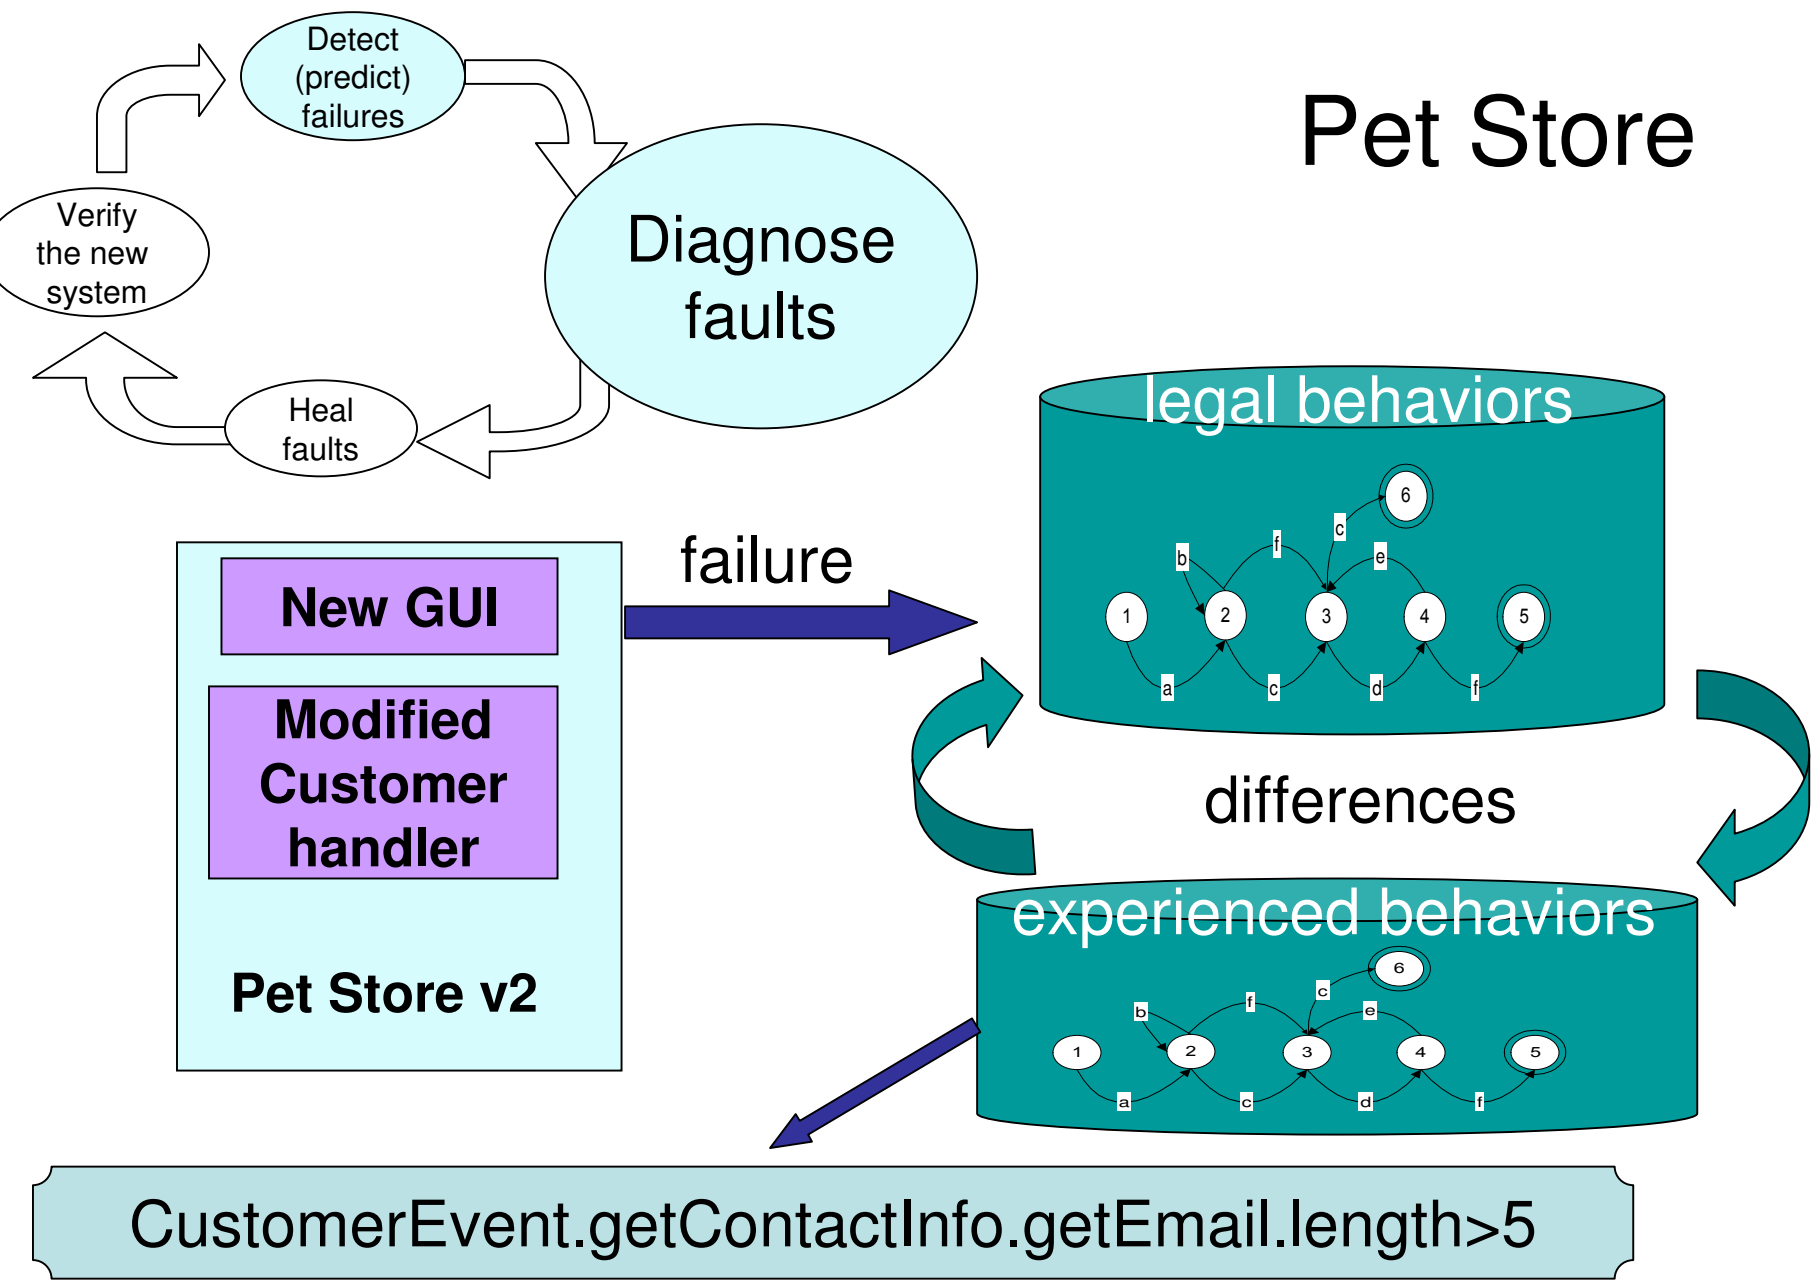 Pet Store
Detect
(predict)
failures
Diagnose
faults
Verify
the new
system
Heal
faults
legal behaviors
6
c
b
f
e
1
2
3
4
5
a
c
d
f
failure
New GUI
Modified
Customer
handler
Pet Store v2
differences
experienced behaviors
6
c
b
f
e
1
2
3
4
5
a
c
d
f
CustomerEvent.getContactInfo.getEmail.length>5